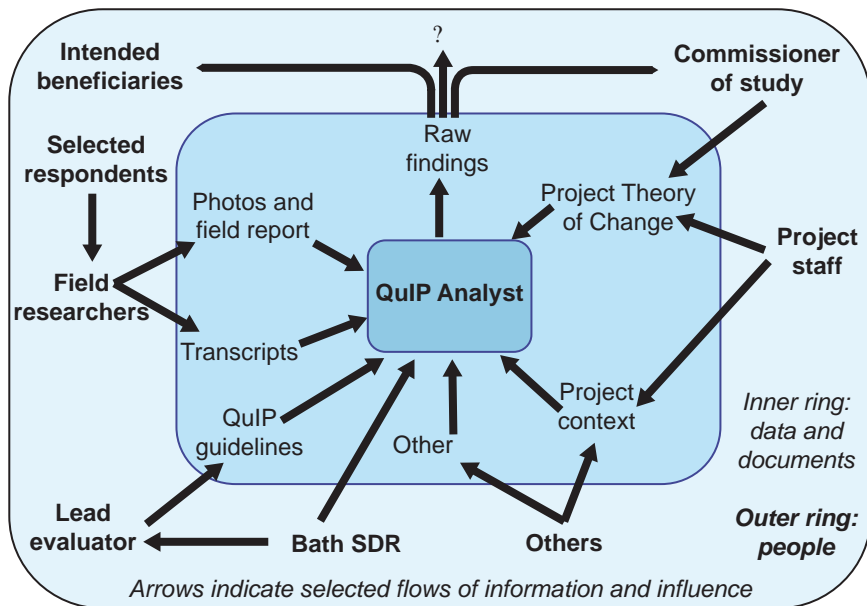 ?
Intended
beneficiaries
Commissioner
of study
Selected
respondents
Raw
findings
Photos and
field report
Project Theory
of Change
Project
staff
Field
researchers
QuIP Analyst
Transcripts
QuIP
guidelines
Other
Project
context
Inner ring:
data and
documents
Lead
evaluator
Bath SDR
Others
Outer ring:
people
Arrows indicate selected flows of information and influence